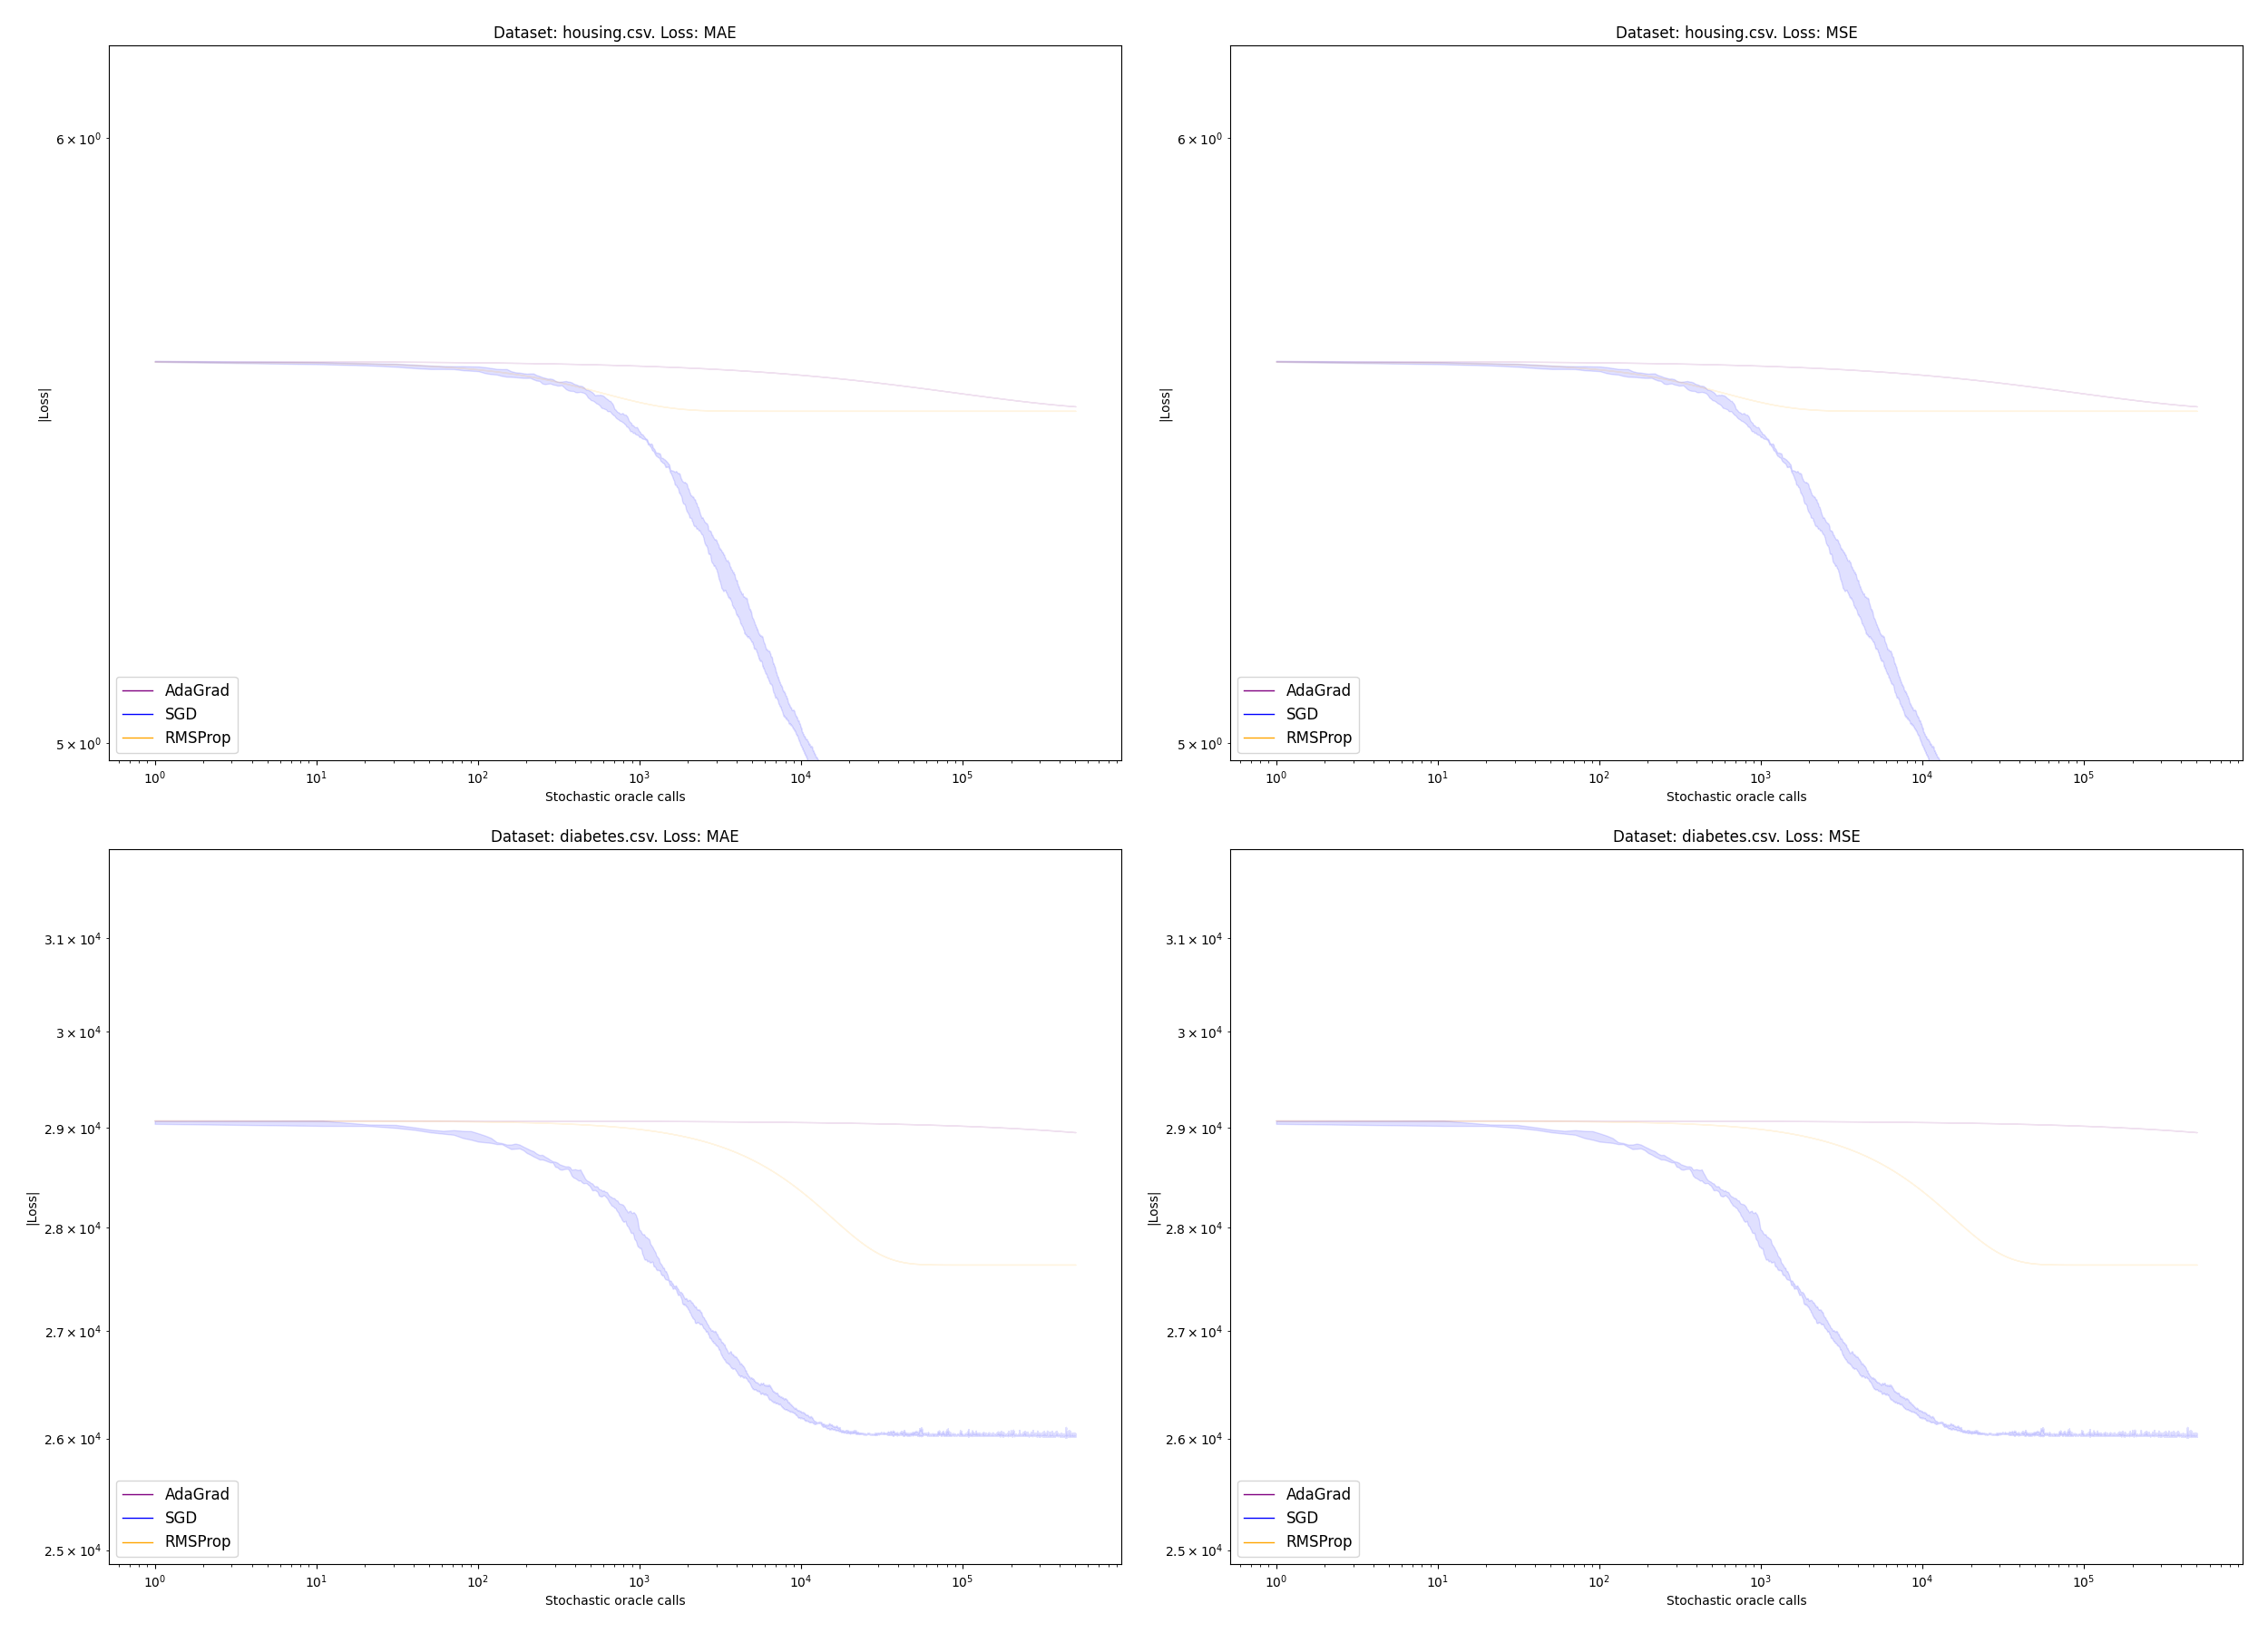 Dataset: housing.csv. Loss: MAE
|Loss|
6 × 10⁰
5 × 10⁰
AdaGrad
SGD
RMSProp
10⁰ 10¹ 10² 10³ 10⁴ 10⁵
Stochastic oracle calls
Dataset: housing.csv. Loss: MSE
|Loss|
6 × 10⁰
5 × 10⁰
AdaGrad
SGD
RMSProp
10⁰ 10¹ 10² 10³ 10⁴ 10⁵
Stochastic oracle calls
Dataset: diabetes.csv. Loss: MAE
|Loss|
3.1 × 10⁴
3 × 10⁴
2.9 × 10⁴
2.8 × 10⁴
2.7 × 10⁴
2.6 × 10⁴
2.5 × 10⁴
AdaGrad
SGD
RMSProp
10⁰ 10¹ 10² 10³ 10⁴ 10⁵
Stochastic oracle calls
Dataset: diabetes.csv. Loss: MSE
|Loss|
3.1 × 10⁴
3 × 10⁴
2.9 × 10⁴
2.8 × 10⁴
2.7 × 10⁴
2.6 × 10⁴
2.5 × 10⁴
AdaGrad
SGD
RMSProp
10⁰ 10¹ 10² 10³ 10⁴ 10⁵
Stochastic oracle calls